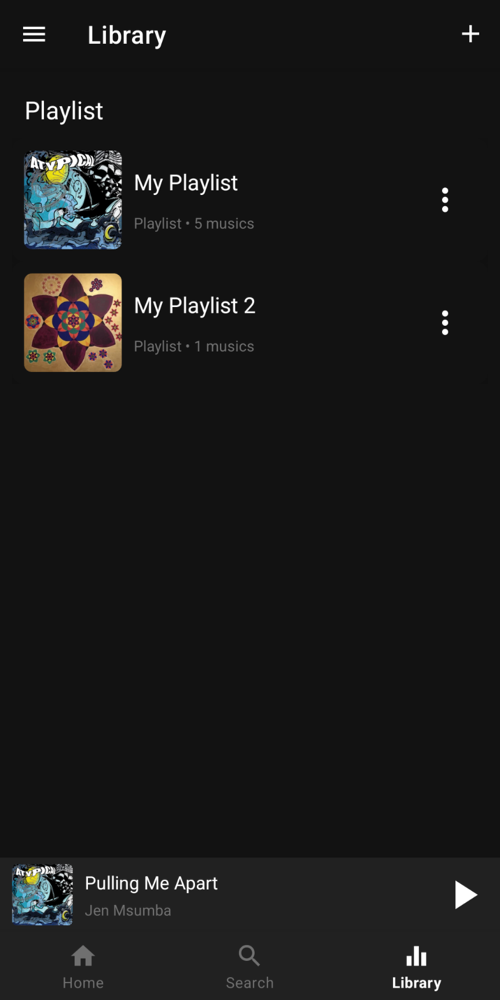 Library
Playlist
ATYPICAL
My Playlist
Playlist • 5 musics
My Playlist 2
Playlist • 1 musics
ATYPICAL
Pulling Me Apart
Jen Msumba
Home
Search
Library